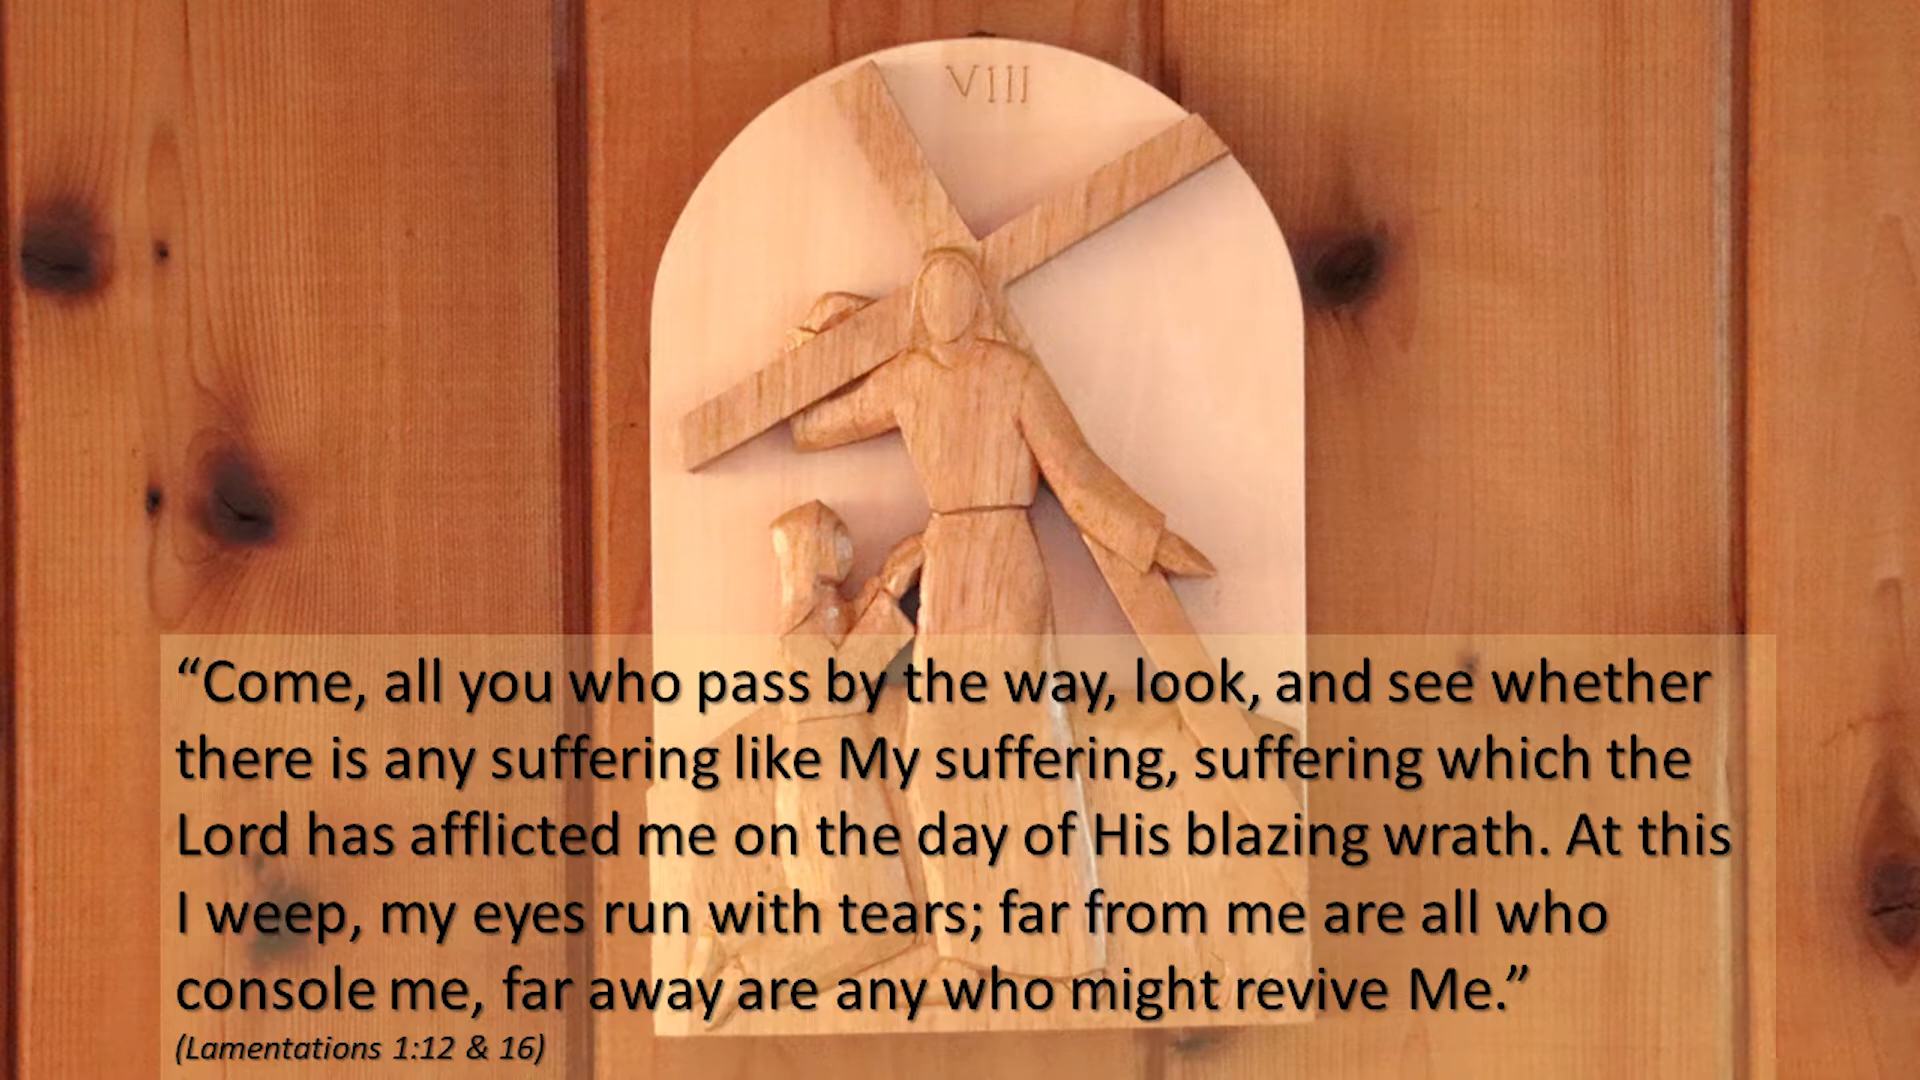 VIII
“Come, all you who pass by the way, look, and see whether
there is any suffering like My suffering, suffering which the
Lord has afflicted me on the day of His blazing wrath. At this
I weep, my eyes run with tears; far from me are all who
console me, far away are any who might revive Me.”
(Lamentations 1:12 & 16)